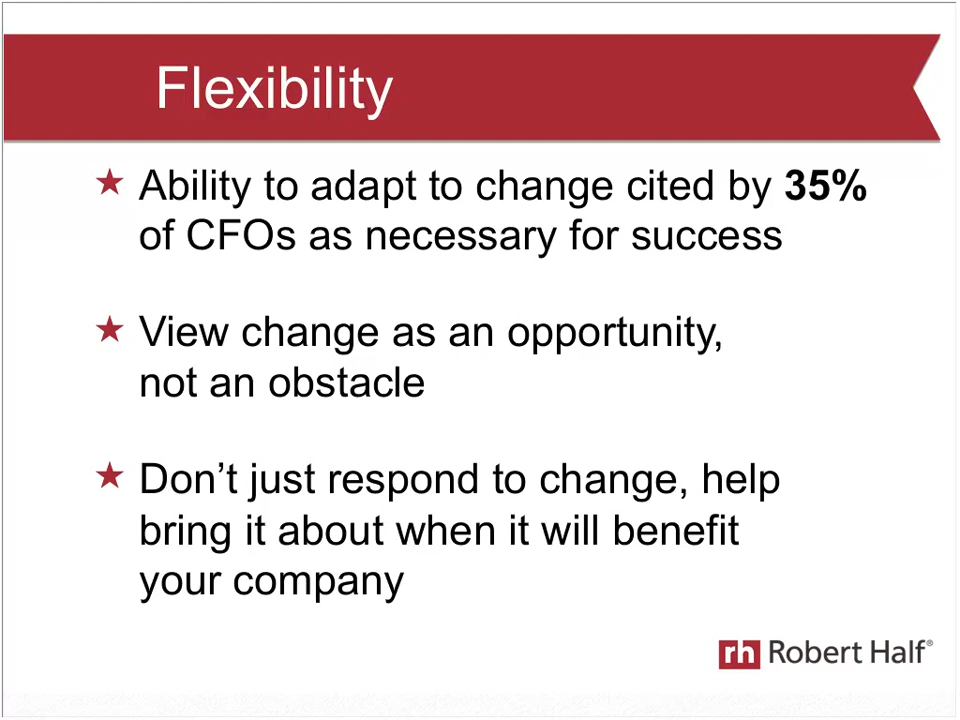 Flexibility
Ability to adapt to change cited by 35%
of CFOs as necessary for success
View change as an opportunity,
not an obstacle
Don’t just respond to change, help
bring it about when it will benefit
your company
rh Robert Half®